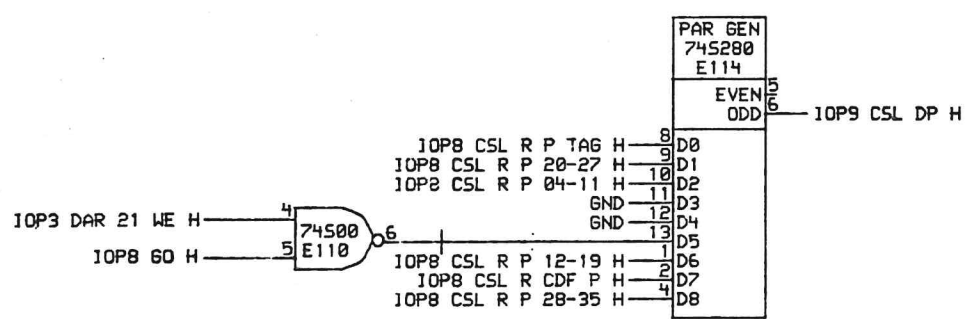 PAR GEN
74S280
E114
EVEN 5
ODD 6 IOP9 CSL DP H
IOP8 CSL R P TAG H 8 D0
IOP8 CSL R P 20-27 H 9 D1
IOP8 CSL R P 04-11 H 10 D2
GND 11 D3
GND 12 D4
13 D5
IOP8 CSL R P 12-19 H 1 D6
IOP8 CSL R CDF P H 2 D7
IOP8 CSL R P 28-35 H 4 D8
IOP3 DAR 21 WE H 4
74S00 6
IOP8 GO H 5 E110